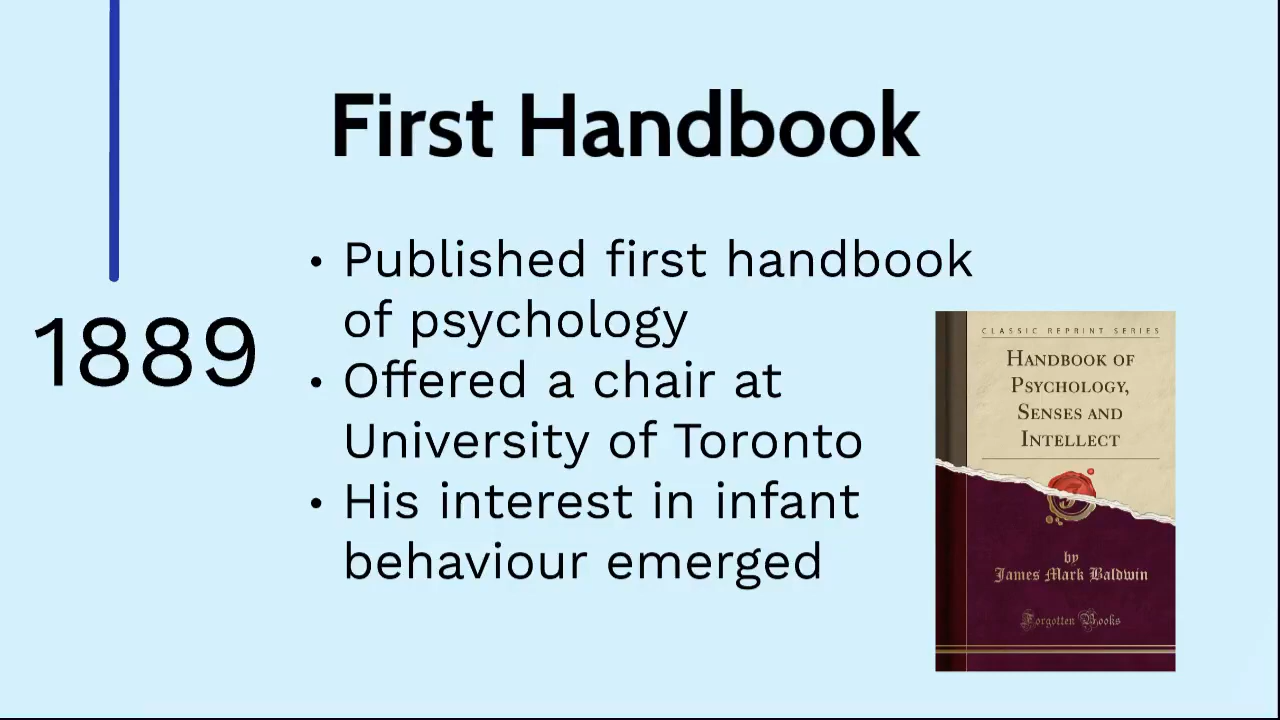 First Handbook
1889
• Published first handbook
of psychology
• Offered a chair at
University of Toronto
• His interest in infant
behaviour emerged
CLASSIC REPRINT SERIES
HANDBOOK OF
PSYCHOLOGY,
SENSES AND
INTELLECT
by
James Mark Baldwin
Forgotten Books